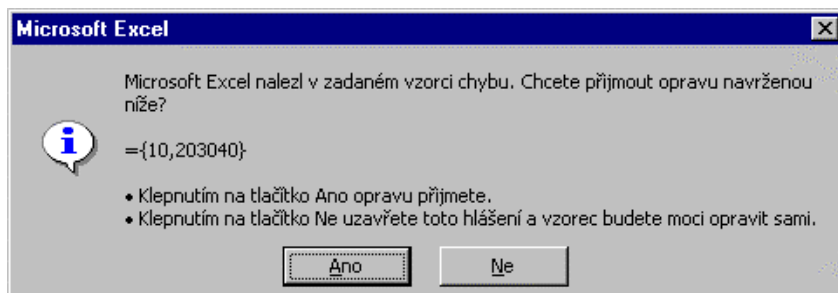 Microsoft Excel
Microsoft Excel nalezl v zadaném vzorci chybu. Chcete přijmout opravu navrženou
níže?
={10,203040}
• Klepnutím na tlačítko Ano opravu přijmete.
• Klepnutím na tlačítko Ne uzavřete toto hlášení a vzorec budete moci opravit sami.
Ano
Ne